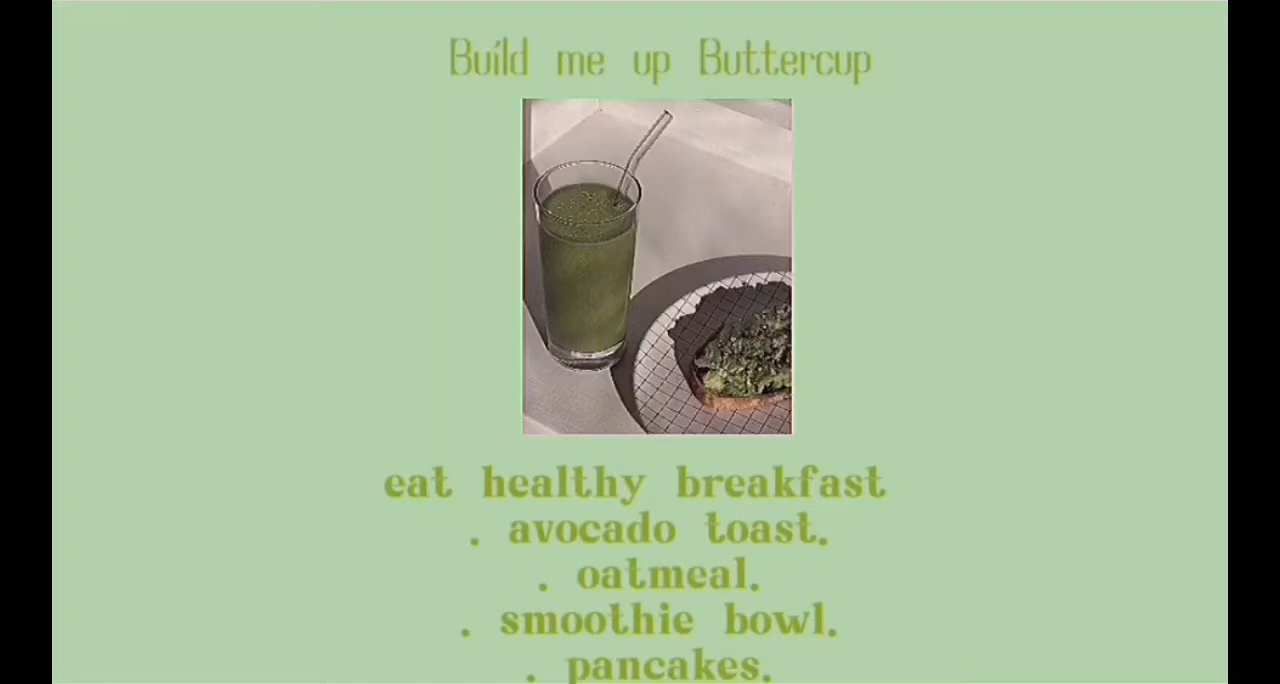 Build me up Buttercup
eat healthy breakfast
. avocado toast.
. oatmeal.
. smoothie bowl.
. pancakes.